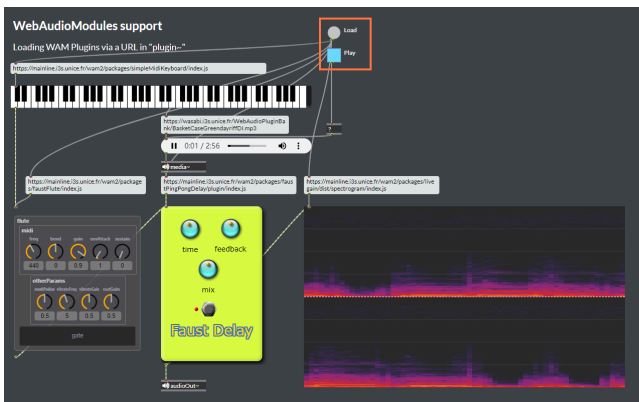 WebAudioModules support
Load
Loading WAM Plugins via a URL in "plugin~"
Play
https://mainline.i3s.unice.fr/wam2/packages/simpleMidiKeyboard/index.js
https://wasabi.i3s.unice.fr/WebAudioPluginBa
nk/BasketCaseGreendayriffDI.mp3
?
0:01 / 2:56
media~
https://mainline.i3s.unice.fr/wam2/package
s/faustFlute/index.js
https://mainline.i3s.unice.fr/wam2/packages/faus
tPingPongDelay/plugin/index.js
https://mainline.i3s.unice.fr/wam2/packages/live
gain/dist/spectrogram/index.js
flute
midi
freq bend gain envAttack sustain
440 0 0.9 1 0
otherParams
vibratoFreq vibratoGain
0.5 5 0.5 0.5
gate
time feedback
mix
Faust Delay
audioOut~